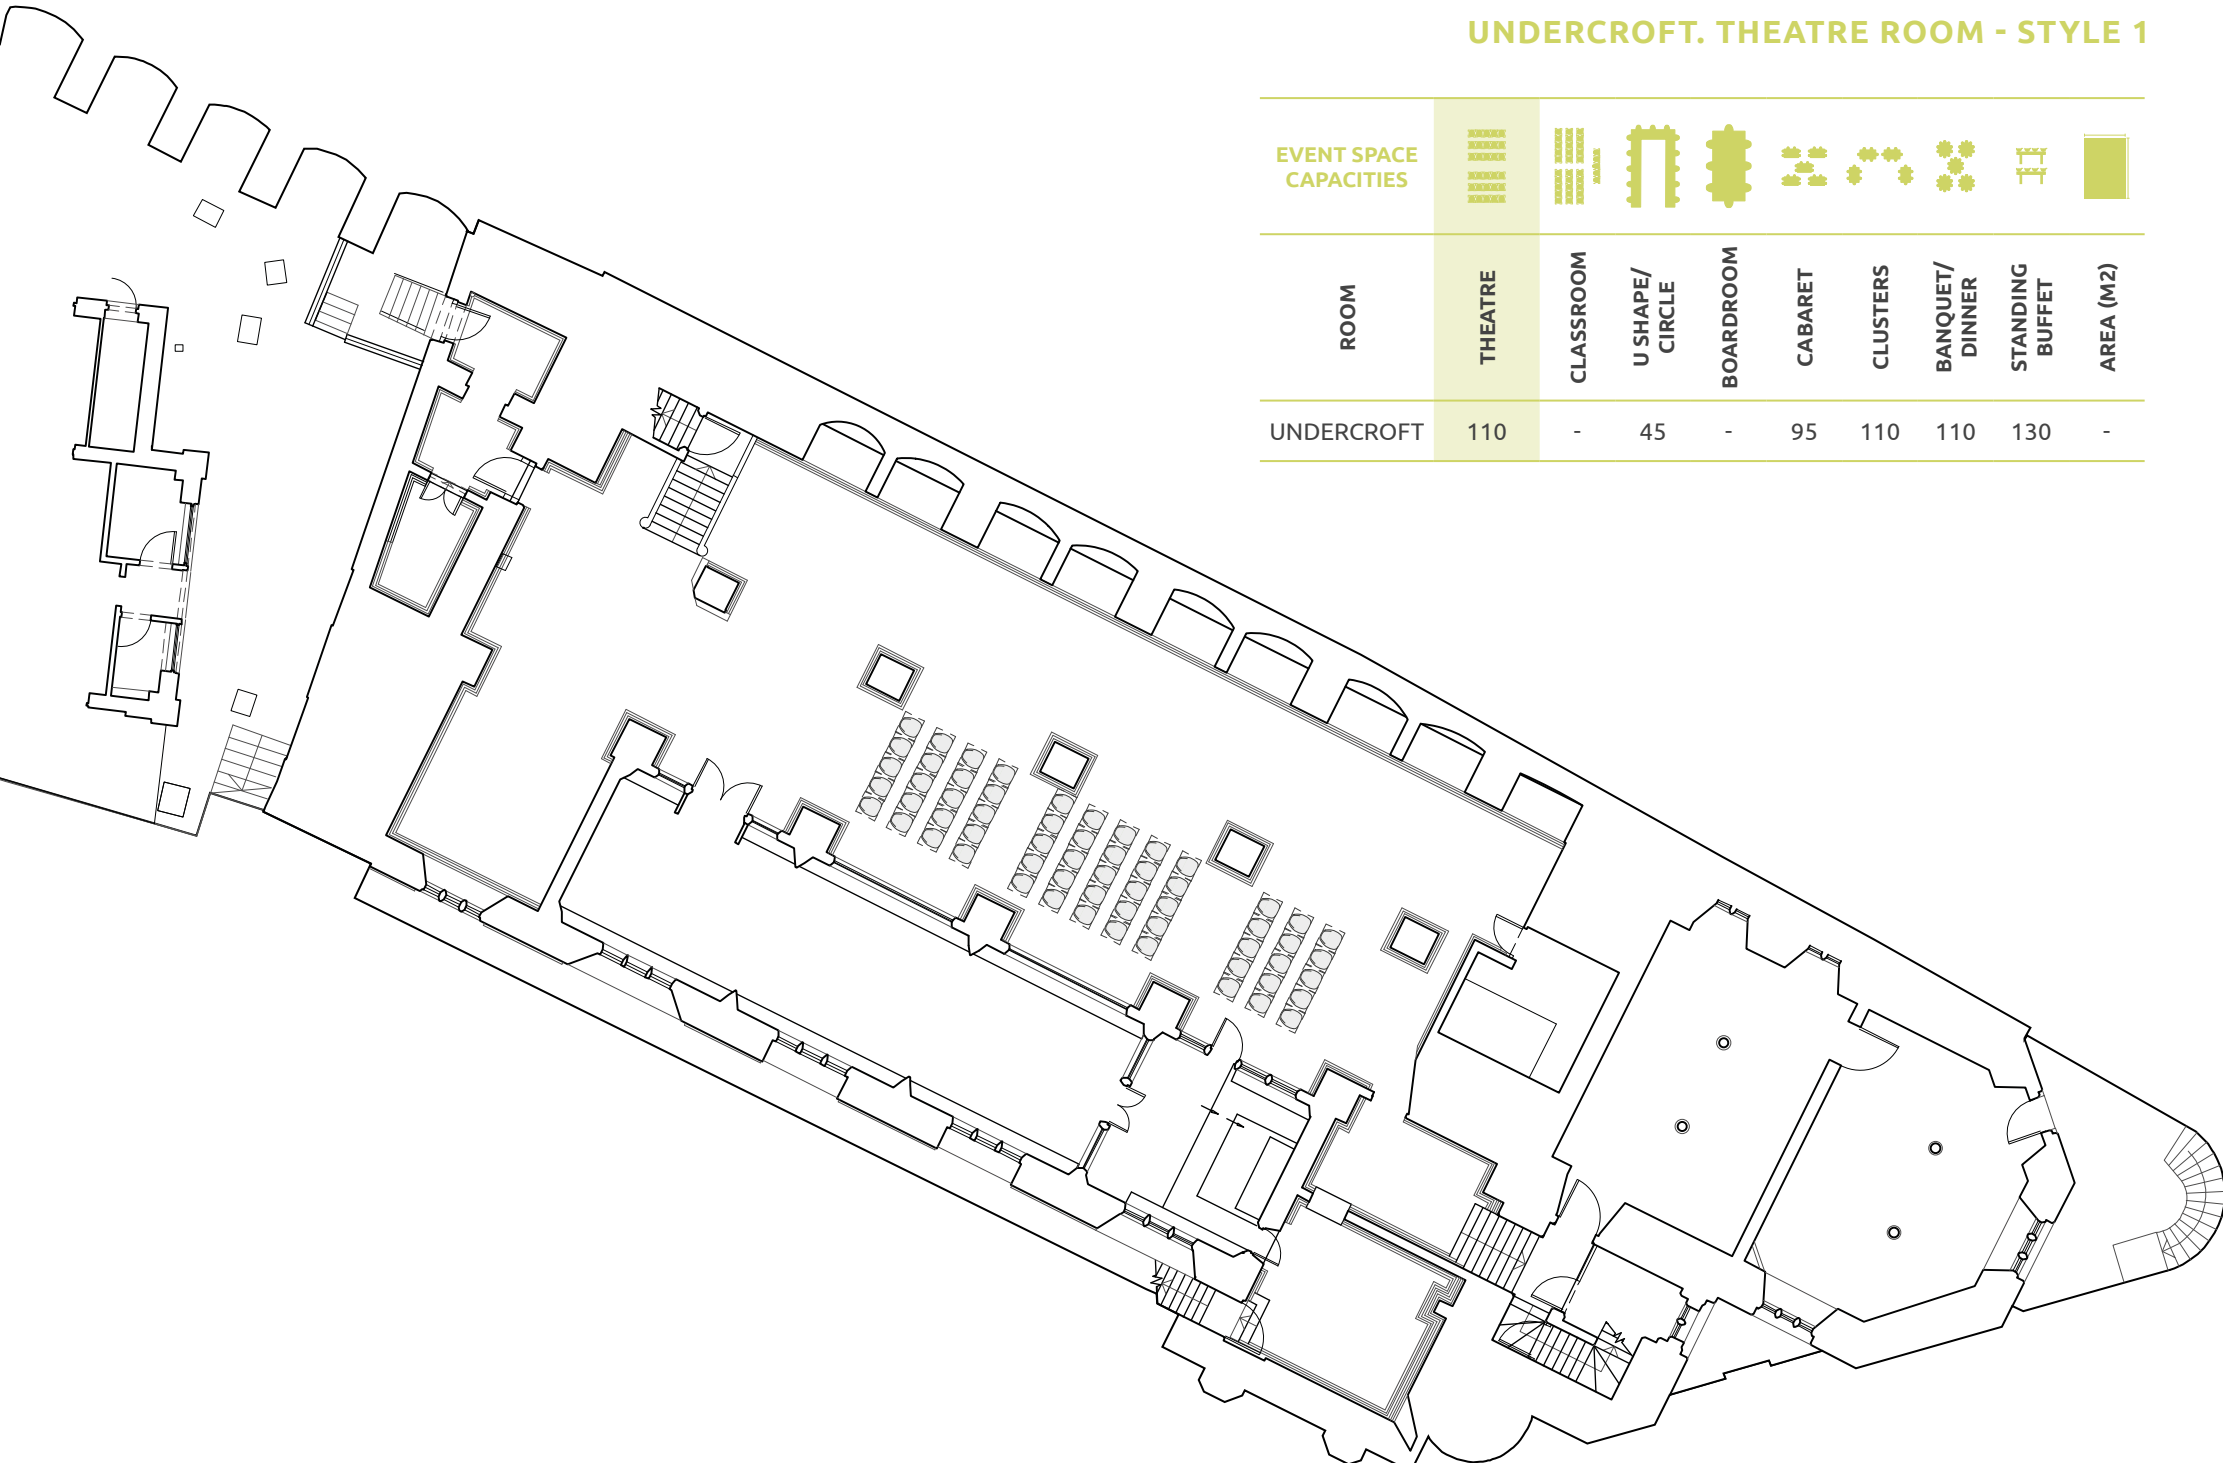 UNDERCROFT. THEATRE ROOM - STYLE 1
EVENT SPACE
CAPACITIES
ROOM
THEATRE
CLASSROOM
U SHAPE/
CIRCLE
BOARDROOM
CABARET
CLUSTERS
BANQUET/
DINNER
STANDING
BUFFET
AREA (M2)
UNDERCROFT 110 - 45 - 95 110 110 130 -